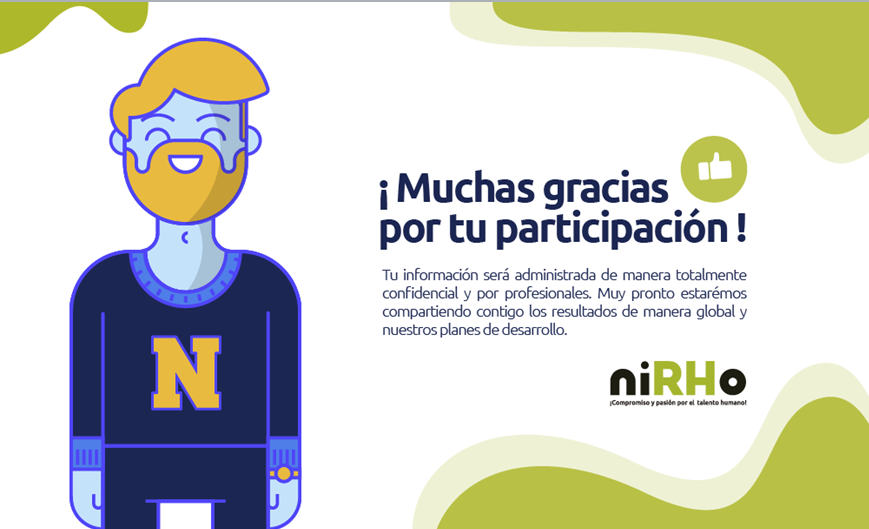 ¡ Muchas gracias
por tu participación !
Tu información será administrada de manera totalmente
confidencial y por profesionales. Muy pronto estarémos
compartiendo contigo los resultados de manera global y
nuestros planes de desarrollo.
N
niRHo
¡Compromiso y pasión por el talento humano!